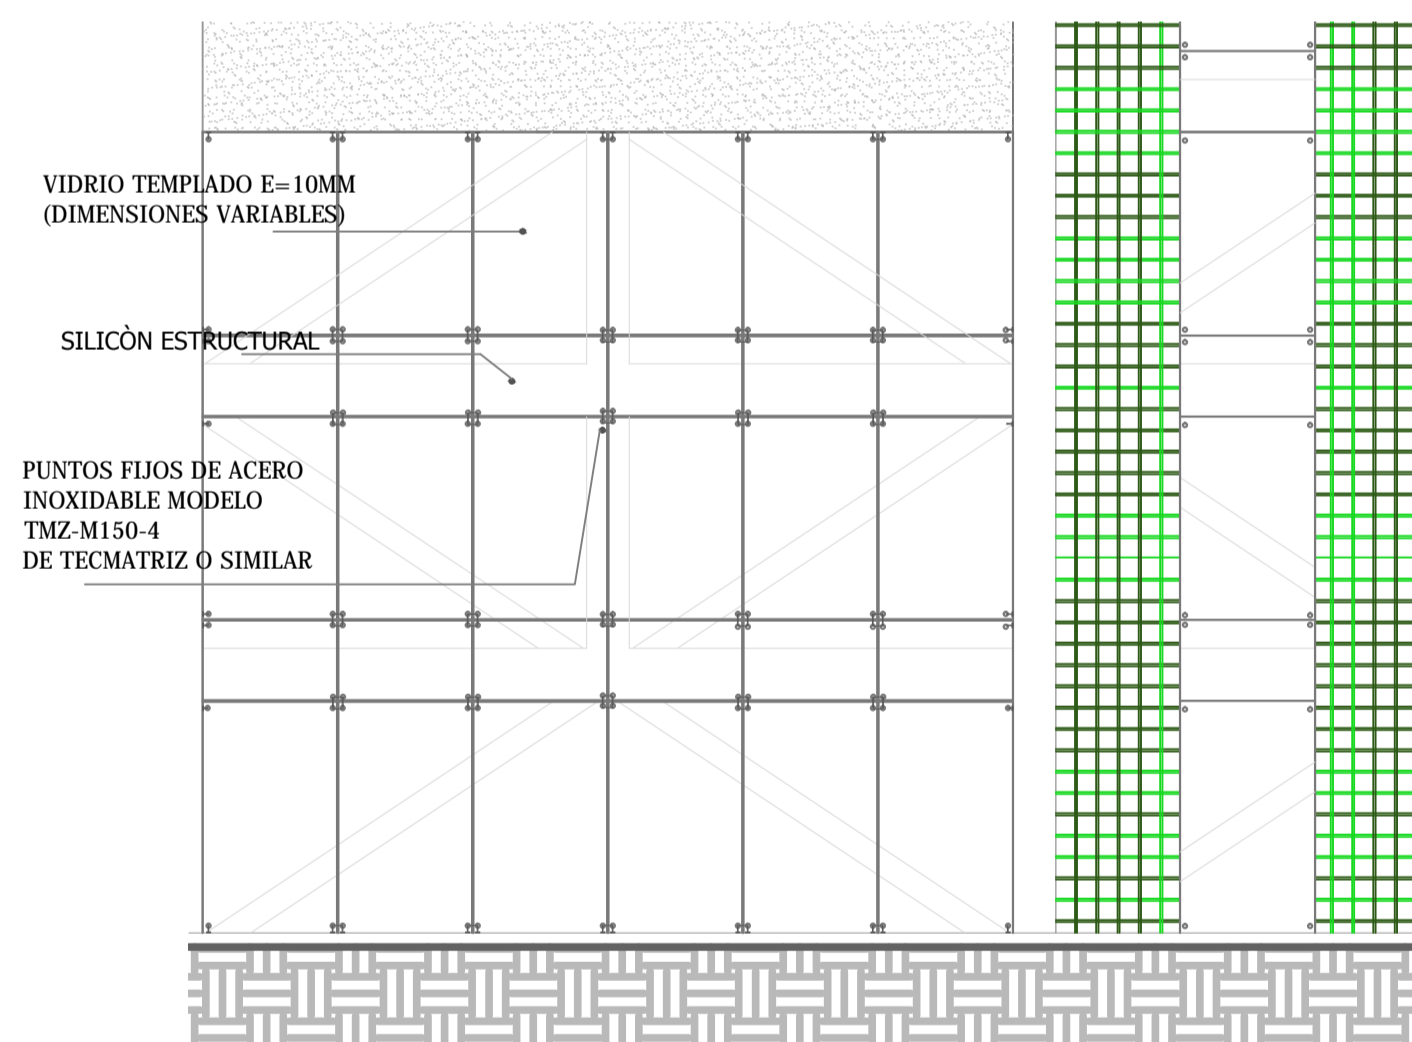 VIDRIO TEMPLADO E=10MM
(DIMENSIONES VARIABLES)
SILICÒN ESTRUCTURAL
PUNTOS FIJOS DE ACERO
INOXIDABLE MODELO
TMZ-M150-4
DE TECMATRIZ O SIMILAR